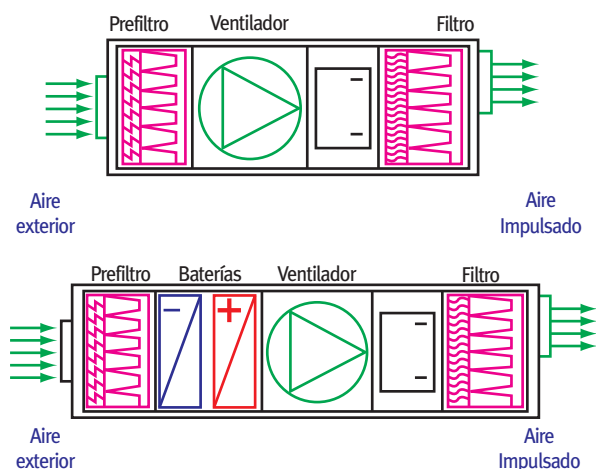 Prefiltro Ventilador Filtro
Aire
exterior
Aire
Impulsado
Prefiltro Baterías Ventilador Filtro
− +
Aire
exterior
Aire
Impulsado